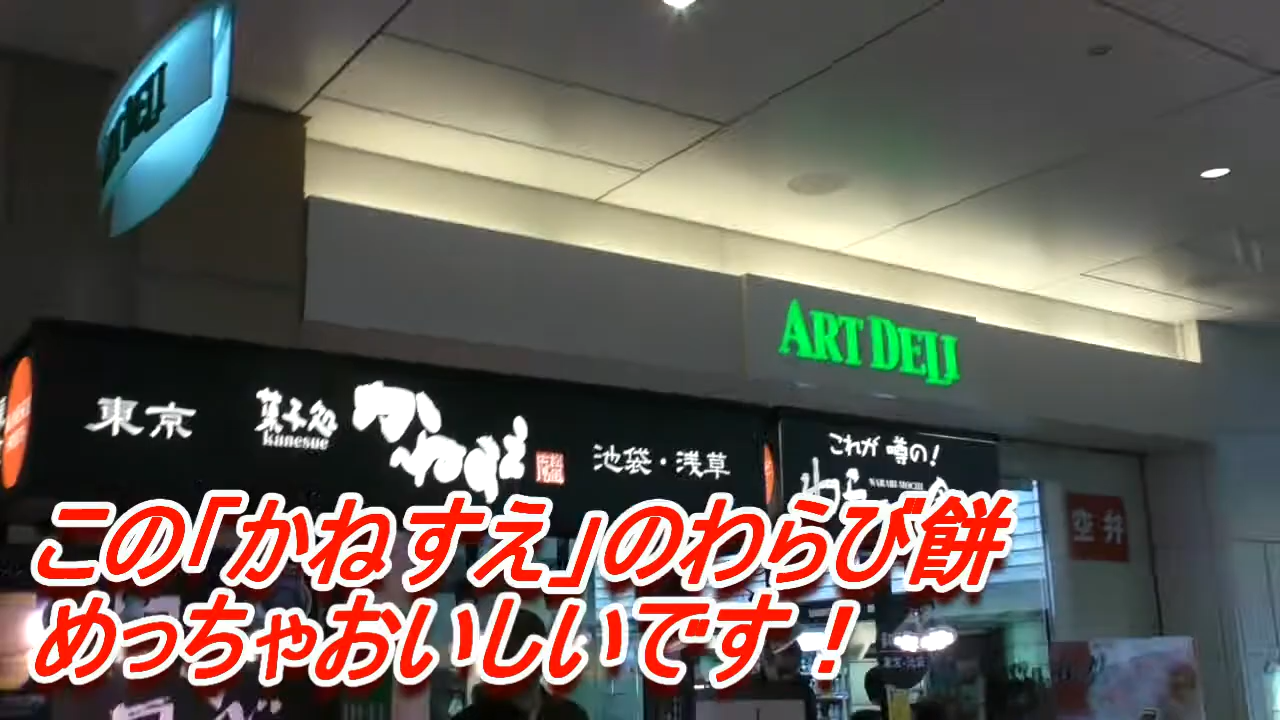 ART DELI
東京
菓子処
kanesue
かねすえ
池袋・浅草
これが 噂の!
WARABI MOCHI
空弁
この「かねすえ」のわらび餅
めっちゃおいしいです！